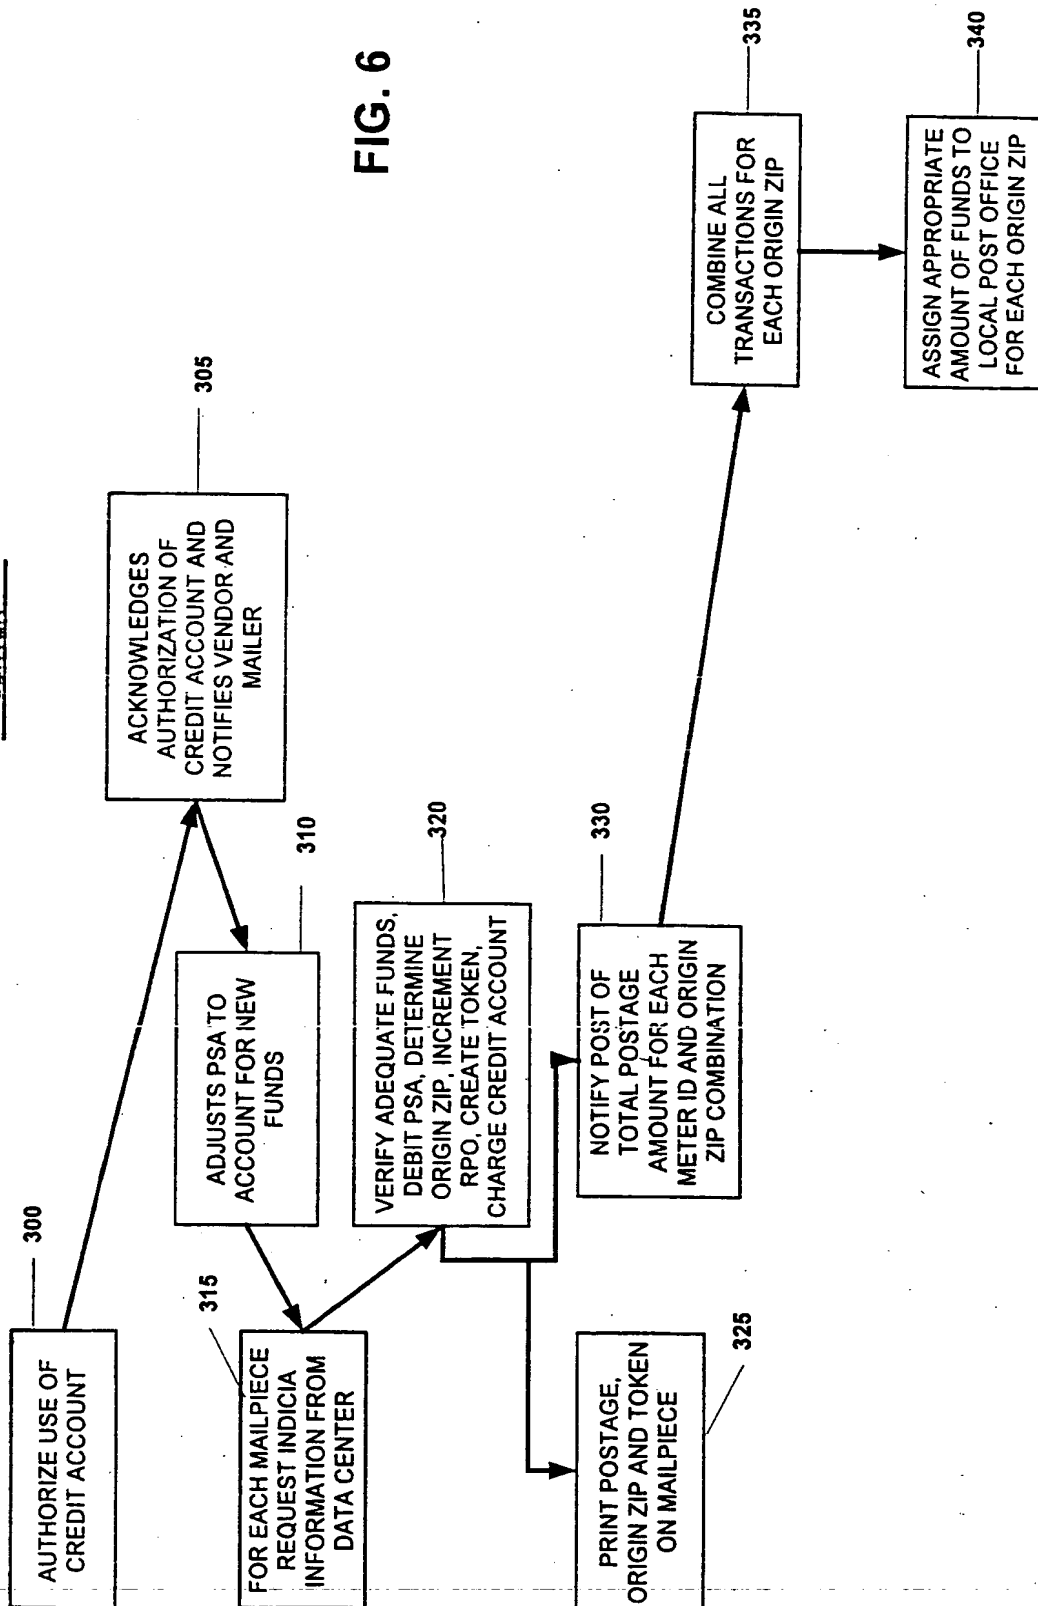 FIG. 6
300
AUTHORIZE USE OF
CREDIT ACCOUNT
305
ACKNOWLEDGES
AUTHORIZATION OF
CREDIT ACCOUNT AND
NOTIFIES VENDOR AND
MAILER
310
ADJUSTS PSA TO
ACCOUNT FOR NEW
FUNDS
315
FOR EACH MAILPIECE
REQUEST INDICIA
INFORMATION FROM
DATA CENTER
320
VERIFY ADEQUATE FUNDS,
DEBIT PSA, DETERMINE
ORIGIN ZIP, INCREMENT
RPO, CREATE TOKEN,
CHARGE CREDIT ACCOUNT
325
PRINT POSTAGE,
ORIGIN ZIP AND TOKEN
ON MAILPIECE
330
NOTIFY POST OF
TOTAL POSTAGE
AMOUNT FOR EACH
METER ID AND ORIGIN
ZIP COMBINATION
335
COMBINE ALL
TRANSACTIONS FOR
EACH ORIGIN ZIP
340
ASSIGN APPROPRIATE
AMOUNT OF FUNDS TO
LOCAL POST OFFICE
FOR EACH ORIGIN ZIP